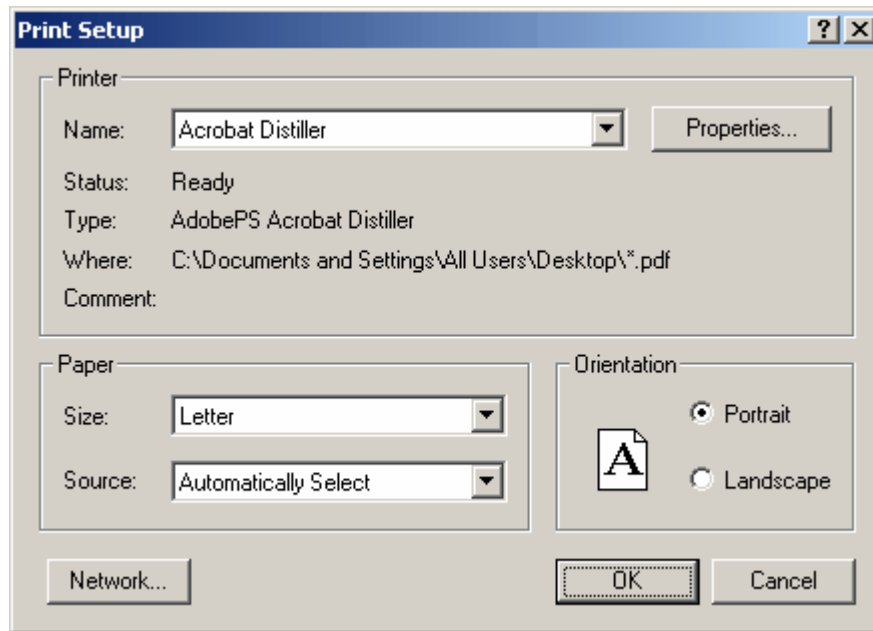 Print Setup
Printer
Name: Acrobat Distiller Properties...
Status: Ready
Type: AdobePS Acrobat Distiller
Where: C:\Documents and Settings\All Users\Desktop\*.pdf
Comment:
Paper
Size: Letter
Source: Automatically Select
Orientation
A
Portrait
Landscape
Network... OK Cancel